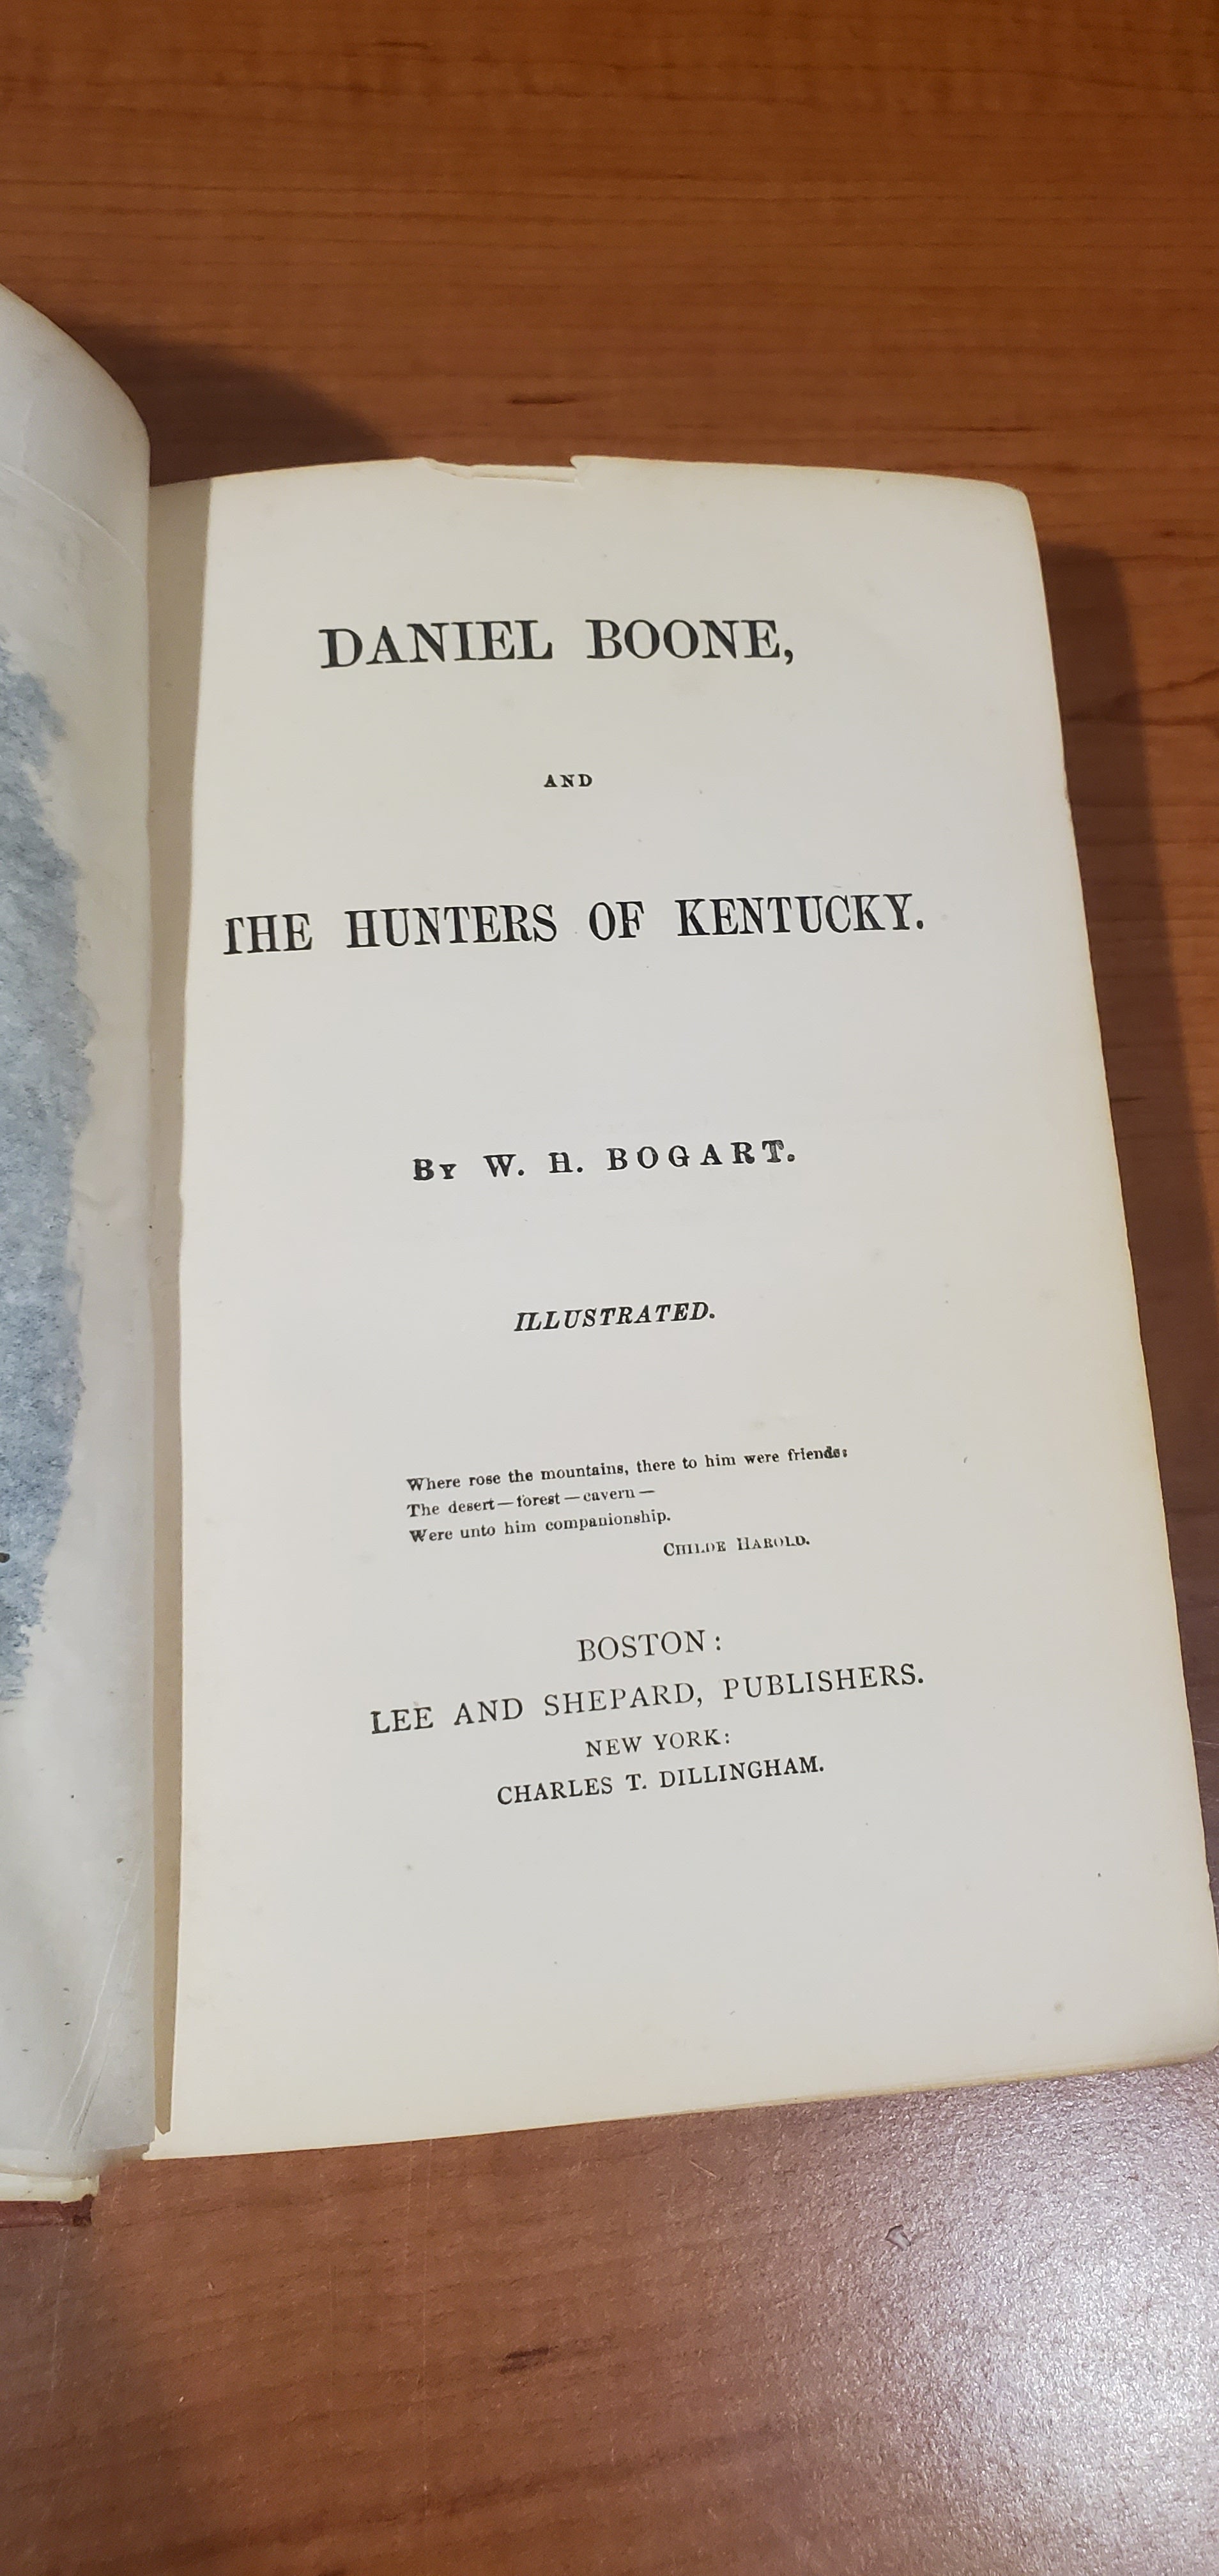 DANIEL BOONE,
AND
THE HUNTERS OF KENTUCKY.
By W. H. BOGART.
ILLUSTRATED.
Where rose the mountains, there to him were friends:
The desert—forest—cavern—
Were unto him companionship.
CHILDE HAROLD.
BOSTON:
LEE AND SHEPARD, PUBLISHERS.
NEW YORK:
CHARLES T. DILLINGHAM.